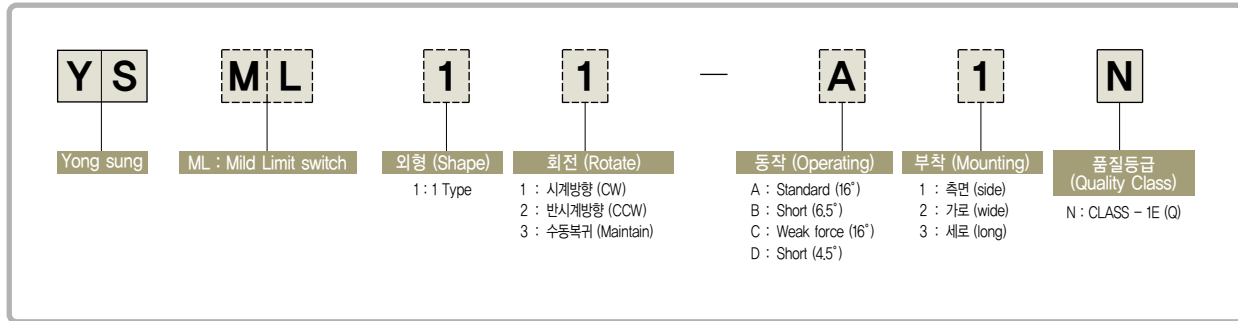 Y S M L 1 1 — A 1 N
Yong sung
ML : Mild Limit switch
외형 (Shape)
1 : 1 Type
회전 (Rotate)
1 : 시계방향 (CW)
2 : 반시계방향 (CCW)
3 : 수동복귀 (Maintain)
동작 (Operating)
A : Standard (16˚)
B : Short (6.5˚)
C : Weak force (16˚)
D : Short (4.5˚)
부착 (Mounting)
1 : 측면 (side)
2 : 가로 (wide)
3 : 세로 (long)
품질등급
(Quality Class)
N : CLASS - 1E (Q)